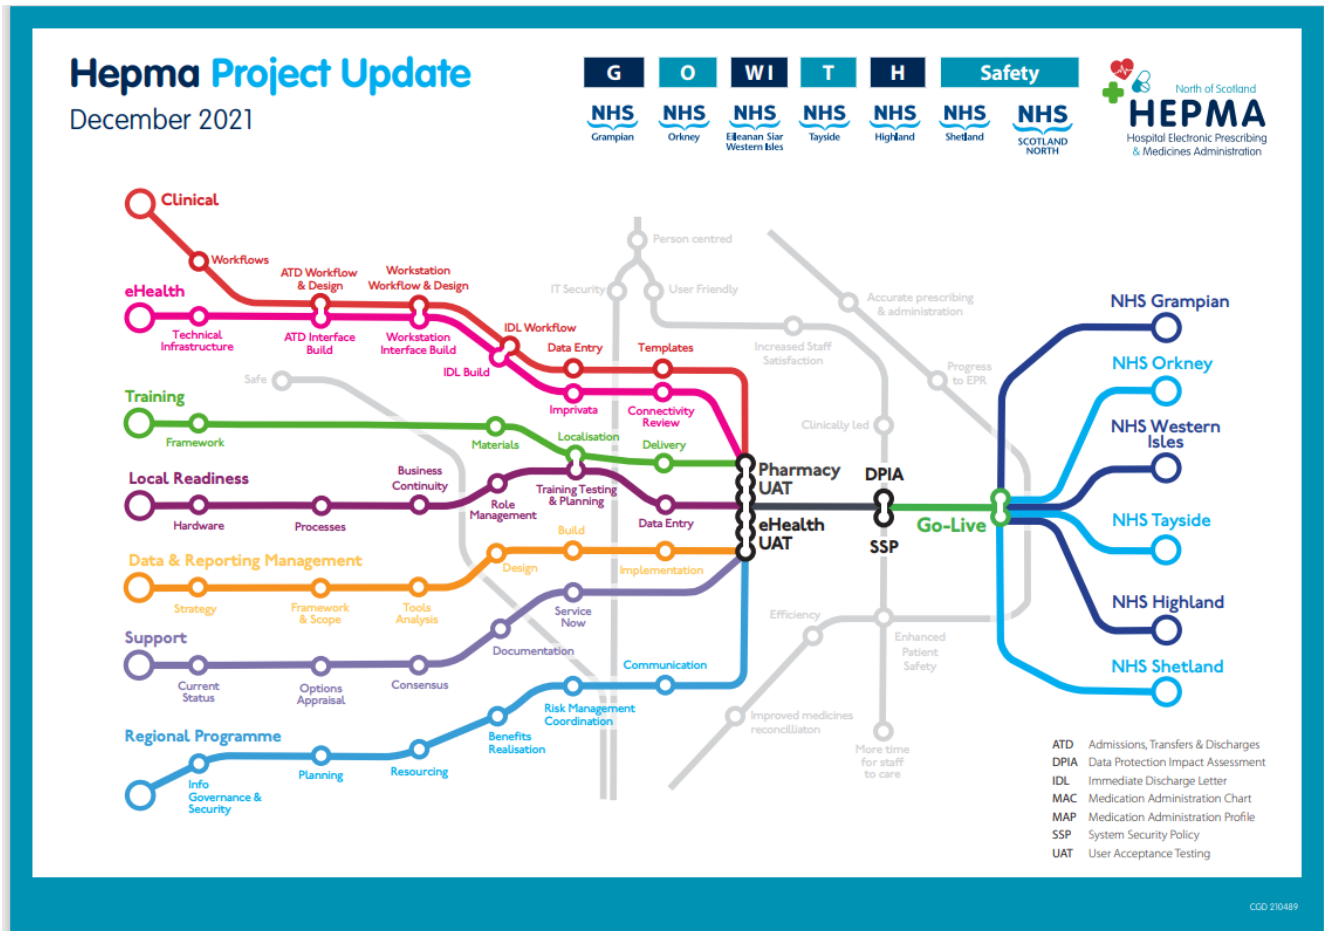 Hepma Project Update
December 2021
G O WI T H Safety
NHS
Grampian
NHS
Orkney
NHS
Eileanan Siar
Western Isles
NHS
Tayside
NHS
Highland
NHS
Shetland
NHS
SCOTLAND
NORTH
North of Scotland
HEPMA
Hospital Electronic Prescribing
& Medicines Administration
Clinical
Workflows
ATD Workflow
& Design
Workstation
Workflow & Design
IDL Workflow
Data Entry
Templates
eHealth
Technical
Infrastructure
ATD Interface
Build
Workstation
Interface Build
IDL Build
Imprivata
Connectivity
Review
Safe
Training
Framework
Materials
Localisation
Delivery
Local Readiness
Hardware
Processes
Business
Continuity
Role
Management
Training Testing
& Planning
Data Entry
Data & Reporting Management
Strategy
Framework
& Scope
Tools
Analysis
Design
Build
Implementation
Support
Current
Status
Options
Appraisal
Consensus
Documentation
Service
Now
Regional Programme
Info
Governance &
Security
Planning
Resourcing
Benefits
Realisation
Risk Management
Coordination
Communication
Person centred
IT Security
User Friendly
Increased Staff
Satisfaction
Accurate prescribing
& administration
Progress
to EPR
Clinically led
Pharmacy
UAT
eHealth
UAT
DPIA
SSP
Go-Live
Efficiency
Enhanced
Patient
Safety
Improved medicines
reconcilliaton
More time
for staff
to care
NHS Grampian
NHS Orkney
NHS Western
Isles
NHS Tayside
NHS Highland
NHS Shetland
ATD Admissions, Transfers & Discharges
DPIA Data Protection Impact Assessment
IDL Immediate Discharge Letter
MAC Medication Administration Chart
MAP Medication Administration Profile
SSP System Security Policy
UAT User Acceptance Testing
CGD 210489